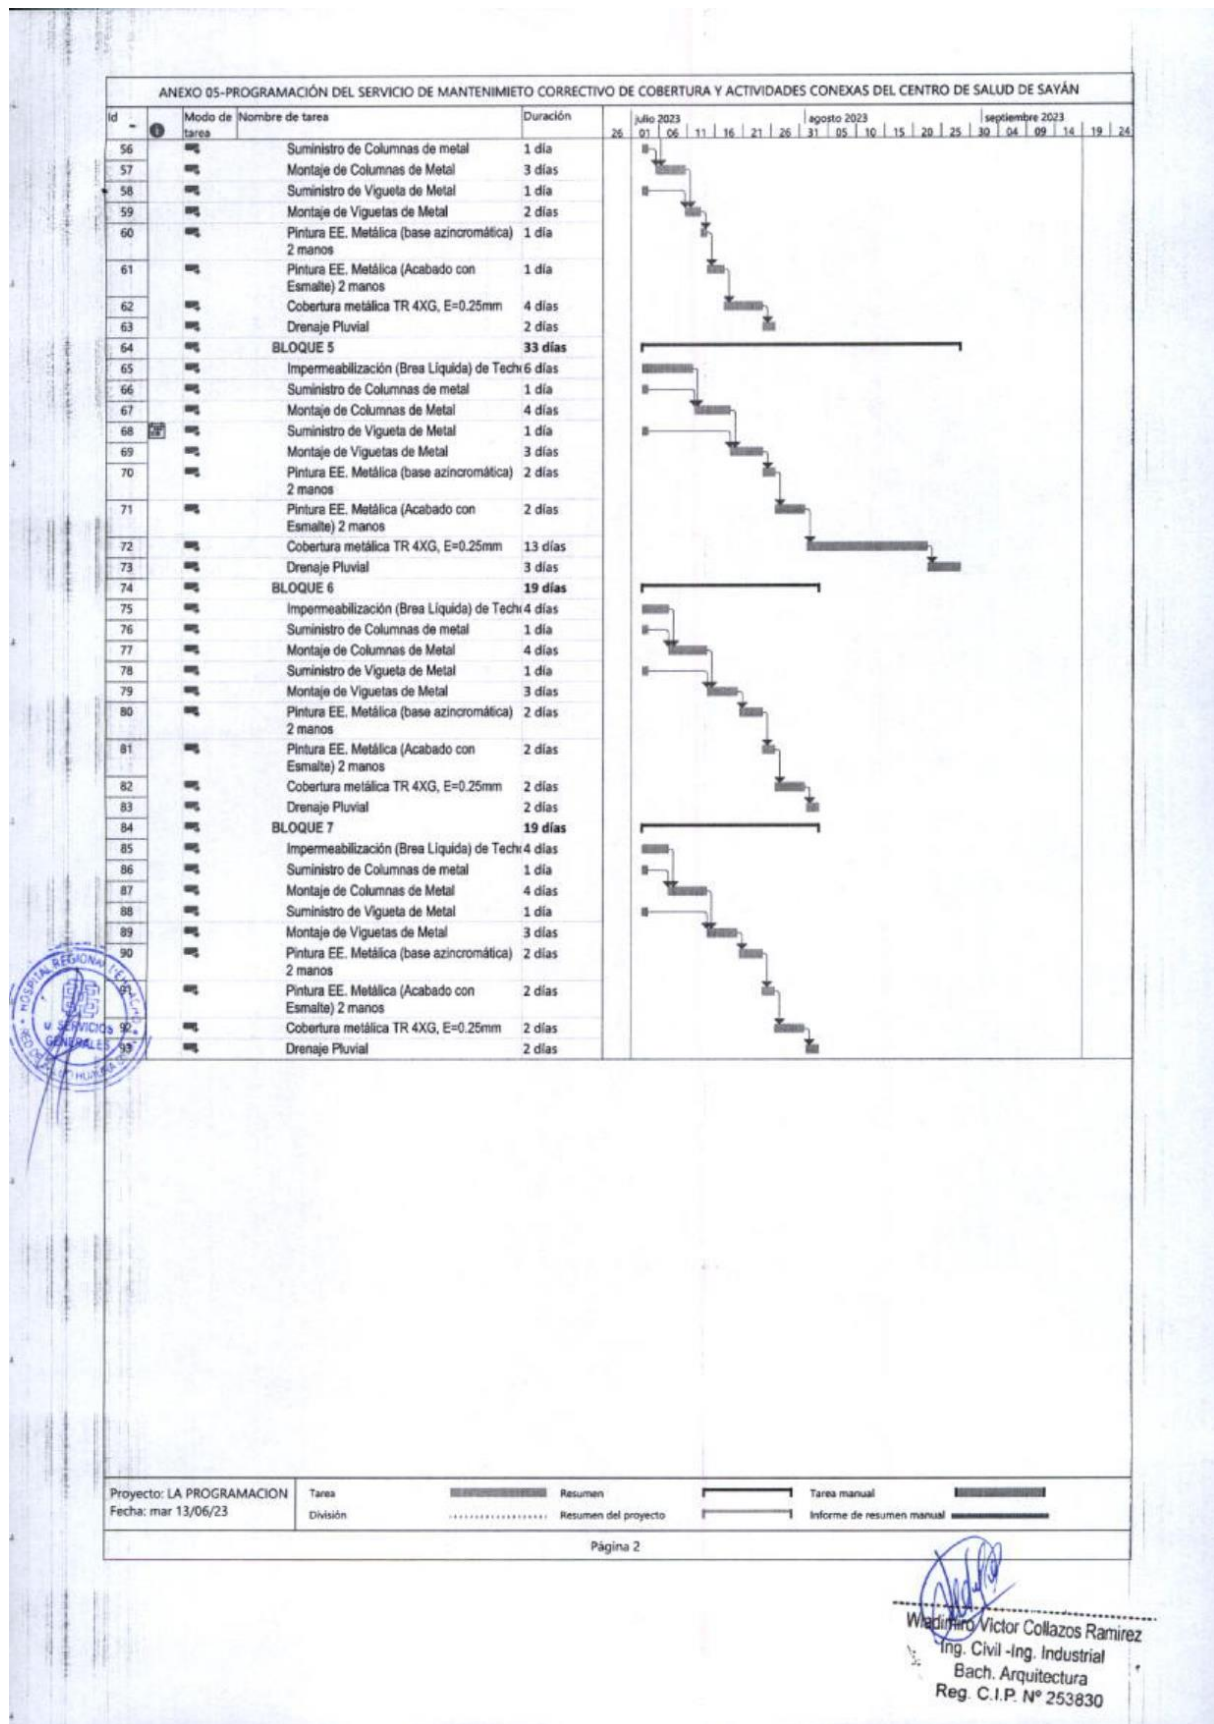 ANEXO 05-PROGRAMACIÓN DEL SERVICIO DE MANTENIMIETO CORRECTIVO DE COBERTURA Y ACTIVIDADES CONEXAS DEL CENTRO DE SALUD DE SAYÁN
Id Modo de tarea Nombre de tarea Duración
julio 2023 agosto 2023 septiembre 2023
26 01 06 11 16 21 26 31 05 10 15 20 25 30 04 09 14 19 24
56 Suministro de Columnas de metal 1 día
57 Montaje de Columnas de Metal 3 días
58 Suministro de Vigueta de Metal 1 día
59 Montaje de Viguetas de Metal 2 días
60 Pintura EE. Metálica (base azincromática) 1 día
2 manos
61 Pintura EE. Metálica (Acabado con 1 día
Esmalte) 2 manos
62 Cobertura metálica TR 4XG, E=0.25mm 4 días
63 Drenaje Pluvial 2 días
64 BLOQUE 5 33 días
65 Impermeabilización (Brea Líquida) de Tech 6 días
66 Suministro de Columnas de metal 1 día
67 Montaje de Columnas de Metal 4 días
68 Suministro de Vigueta de Metal 1 día
69 Montaje de Viguetas de Metal 3 días
70 Pintura EE. Metálica (base azincromática) 2 días
2 manos
71 Pintura EE. Metálica (Acabado con 2 días
Esmalte) 2 manos
72 Cobertura metálica TR 4XG, E=0.25mm 13 días
73 Drenaje Pluvial 3 días
74 BLOQUE 6 19 días
75 Impermeabilización (Brea Líquida) de Tech 4 días
76 Suministro de Columnas de metal 1 día
77 Montaje de Columnas de Metal 4 días
78 Suministro de Vigueta de Metal 1 día
79 Montaje de Viguetas de Metal 3 días
80 Pintura EE. Metálica (base azincromática) 2 días
2 manos
81 Pintura EE. Metálica (Acabado con 2 días
Esmalte) 2 manos
82 Cobertura metálica TR 4XG, E=0.25mm 2 días
83 Drenaje Pluvial 2 días
84 BLOQUE 7 19 días
85 Impermeabilización (Brea Líquida) de Tech 4 días
86 Suministro de Columnas de metal 1 día
87 Montaje de Columnas de Metal 4 días
88 Suministro de Vigueta de Metal 1 día
89 Montaje de Viguetas de Metal 3 días
90 Pintura EE. Metálica (base azincromática) 2 días
2 manos
91 Pintura EE. Metálica (Acabado con 2 días
Esmalte) 2 manos
92 Cobertura metálica TR 4XG, E=0.25mm 2 días
93 Drenaje Pluvial 2 días
HOSPITAL REGIONAL
U. SERVICIOS
GENERALES
Proyecto: LA PROGRAMACION
Fecha: mar 13/06/23
Tarea Resumen Tarea manual
División Resumen del proyecto Informe de resumen manual
Página 2
Wladimiro Victor Collazos Ramirez
Ing. Civil -Ing. Industrial
Bach. Arquitectura
Reg. C.I.P. Nº 253830